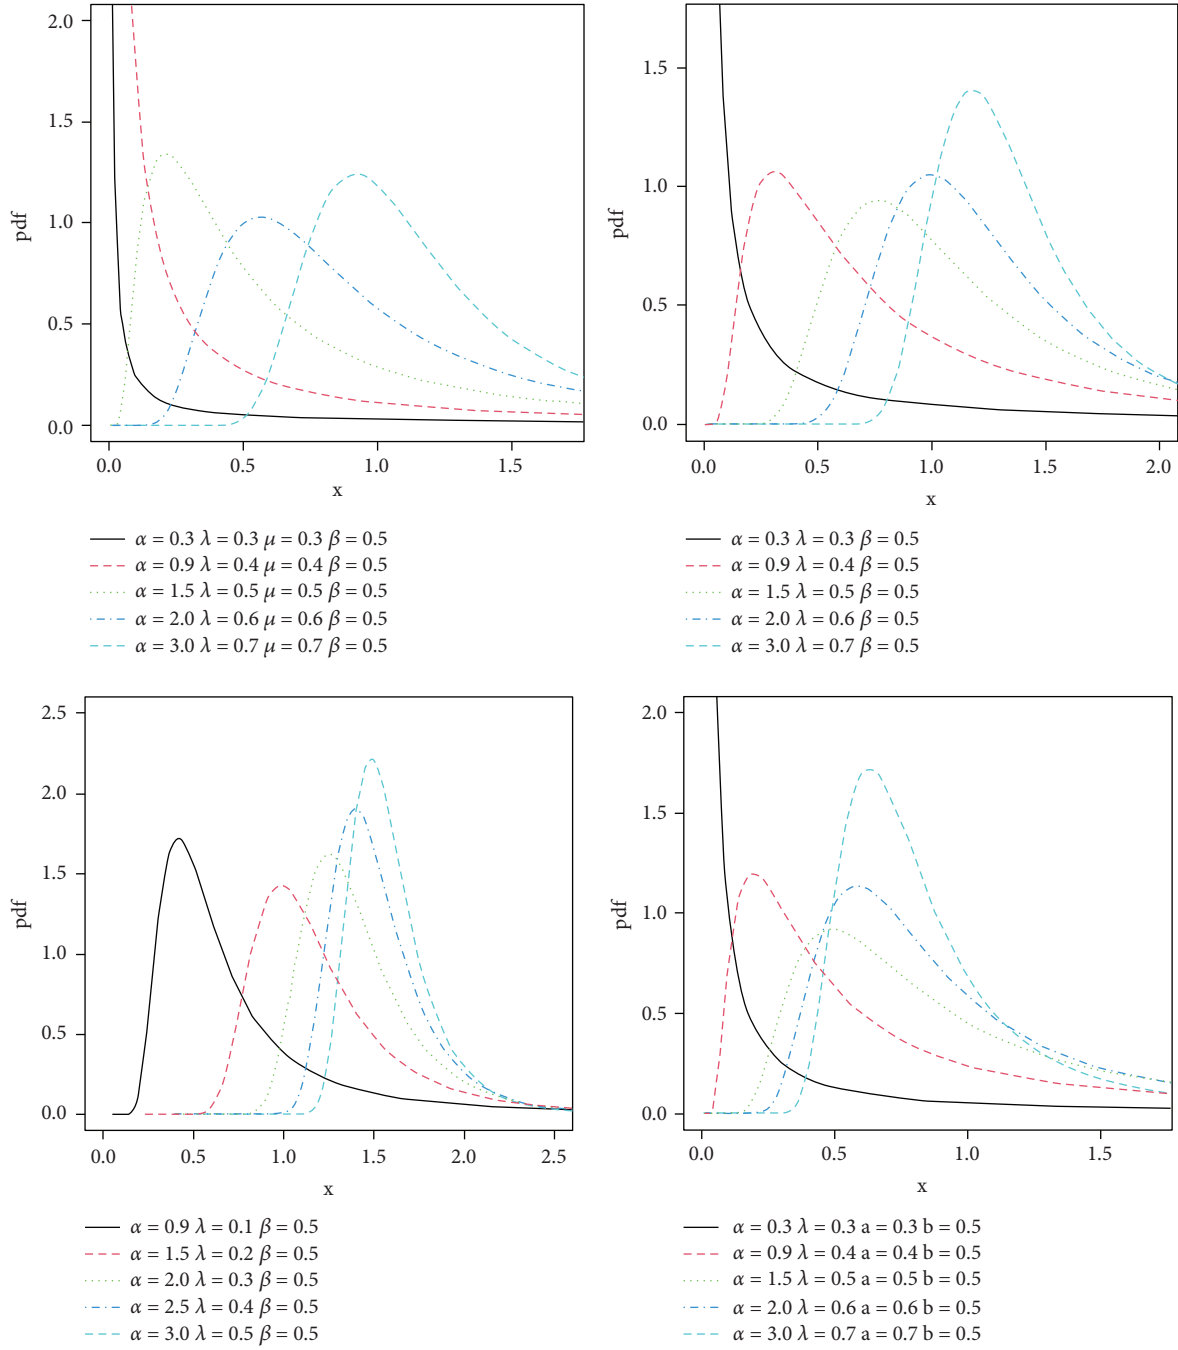 2.0
1.5
1.0
0.5
0.0
pdf
0.0 0.5 1.0 1.5
x
α = 0.3 λ = 0.3 μ = 0.3 β = 0.5
α = 0.9 λ = 0.4 μ = 0.4 β = 0.5
α = 1.5 λ = 0.5 μ = 0.5 β = 0.5
α = 2.0 λ = 0.6 μ = 0.6 β = 0.5
α = 3.0 λ = 0.7 μ = 0.7 β = 0.5
1.5
1.0
0.5
0.0
pdf
0.0 0.5 1.0 1.5 2.0
x
α = 0.3 λ = 0.3 β = 0.5
α = 0.9 λ = 0.4 β = 0.5
α = 1.5 λ = 0.5 β = 0.5
α = 2.0 λ = 0.6 β = 0.5
α = 3.0 λ = 0.7 β = 0.5
2.5
2.0
1.5
1.0
0.5
0.0
pdf
0.0 0.5 1.0 1.5 2.0 2.5
x
α = 0.9 λ = 0.1 β = 0.5
α = 1.5 λ = 0.2 β = 0.5
α = 2.0 λ = 0.3 β = 0.5
α = 2.5 λ = 0.4 β = 0.5
α = 3.0 λ = 0.5 β = 0.5
2.0
1.5
1.0
0.5
0.0
pdf
0.0 0.5 1.0 1.5
x
α = 0.3 λ = 0.3 a = 0.3 b = 0.5
α = 0.9 λ = 0.4 a = 0.4 b = 0.5
α = 1.5 λ = 0.5 a = 0.5 b = 0.5
α = 2.0 λ = 0.6 a = 0.6 b = 0.5
α = 3.0 λ = 0.7 a = 0.7 b = 0.5